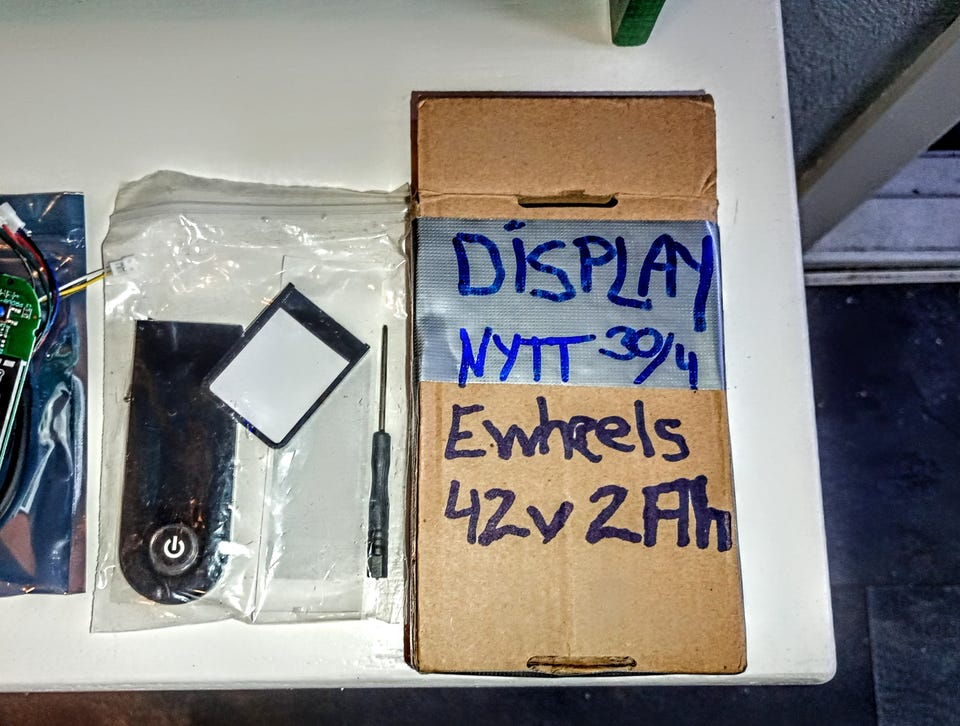 DiSPLAY
NYTT 30/4
Ewheels
42v 2Ah